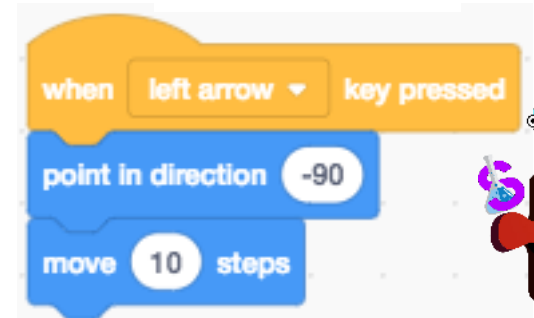 when left arrow key pressed
point in direction -90
move 10 steps
S